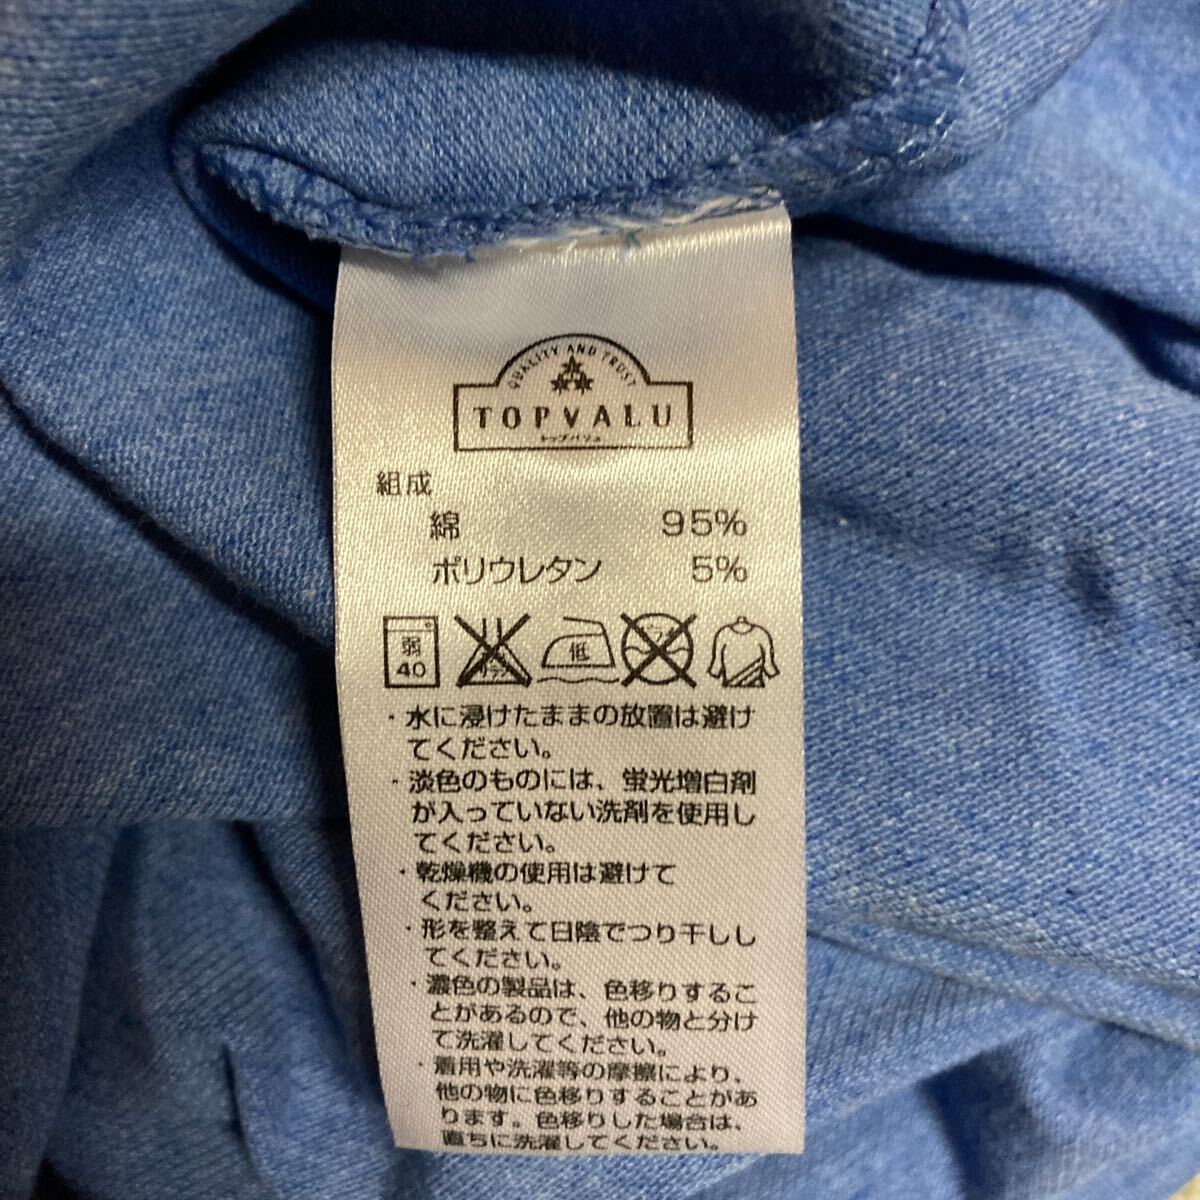 QUALITY AND TRUST
TOPVALU
トップバリュ
組成
綿 95%
ポリウレタン 5%
弱
40
低
・水に浸けたままの放置は避け
てください。
・淡色のものには、蛍光増白剤
が入っていない洗剤を使用し
てください。
・乾燥機の使用は避けて
ください。
・形を整えて日陰でつり干しし
てください。
・濃色の製品は、色移りするこ
とがあるので、他の物と分け
て洗濯してください。
・着用や洗濯等の摩擦により、
他の物に色移りすることがあ
ります。色移りした場合は、
直ちに洗濯してください。